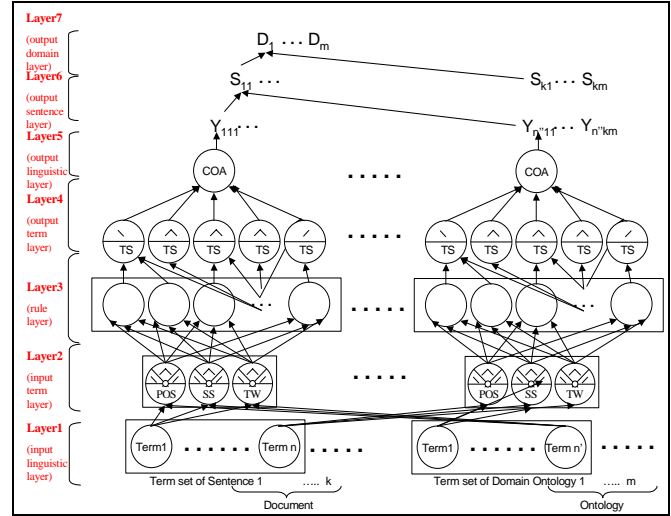 Layer7
(output
domain
layer)
D1 ... Dm
Layer6
(output
sentence
layer)
S11 ...
Sk1 ... Skm
Y111 ...
Yn"11 ... Yn"km
Layer5
(output
linguistic
layer)
COA
.....
COA
Layer4
(output
term
layer)
TS TS TS TS TS
.....
TS TS TS TS TS
Layer3
(rule
layer)
...
.....
...
Layer2
(input
term
layer)
POS SS TW
.....
POS SS TW
Layer1
(input
linguistic
layer)
Term1 ...... Term n .....
Term1 ...... Term n' .....
Term set of Sentence 1 ..... k
Term set of Domain Ontology 1 ..... m
Document
Ontology